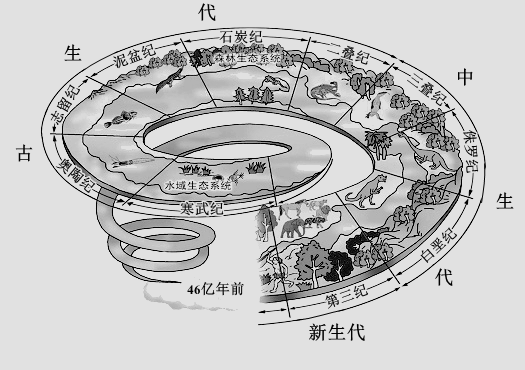 古
生
代
中
生
代
新生代
寒武纪
奥陶纪
志留纪
泥盆纪
石炭纪
二叠纪
三叠纪
侏罗纪
白垩纪
第三纪
森林生态系统
水域生态系统
46亿年前